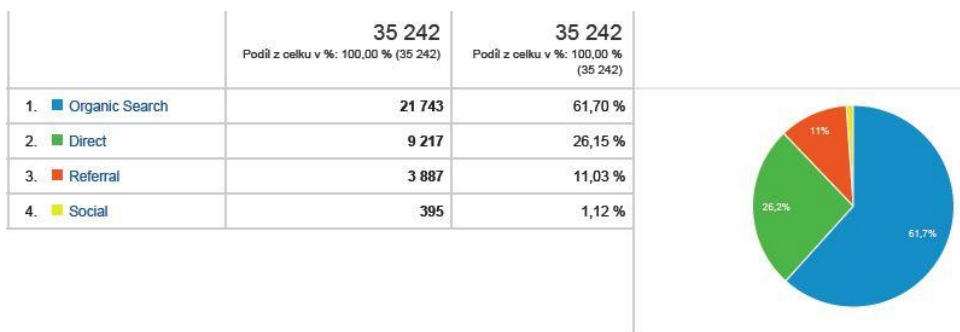 35 242
Podíl z celku v %: 100,00 % (35 242)
35 242
Podíl z celku v %: 100,00 %
(35 242)
1. Organic Search 21 743 61,70 %
2. Direct 9 217 26,15 %
3. Referral 3 887 11,03 %
4. Social 395 1,12 %
11%
26,2%
61,7%